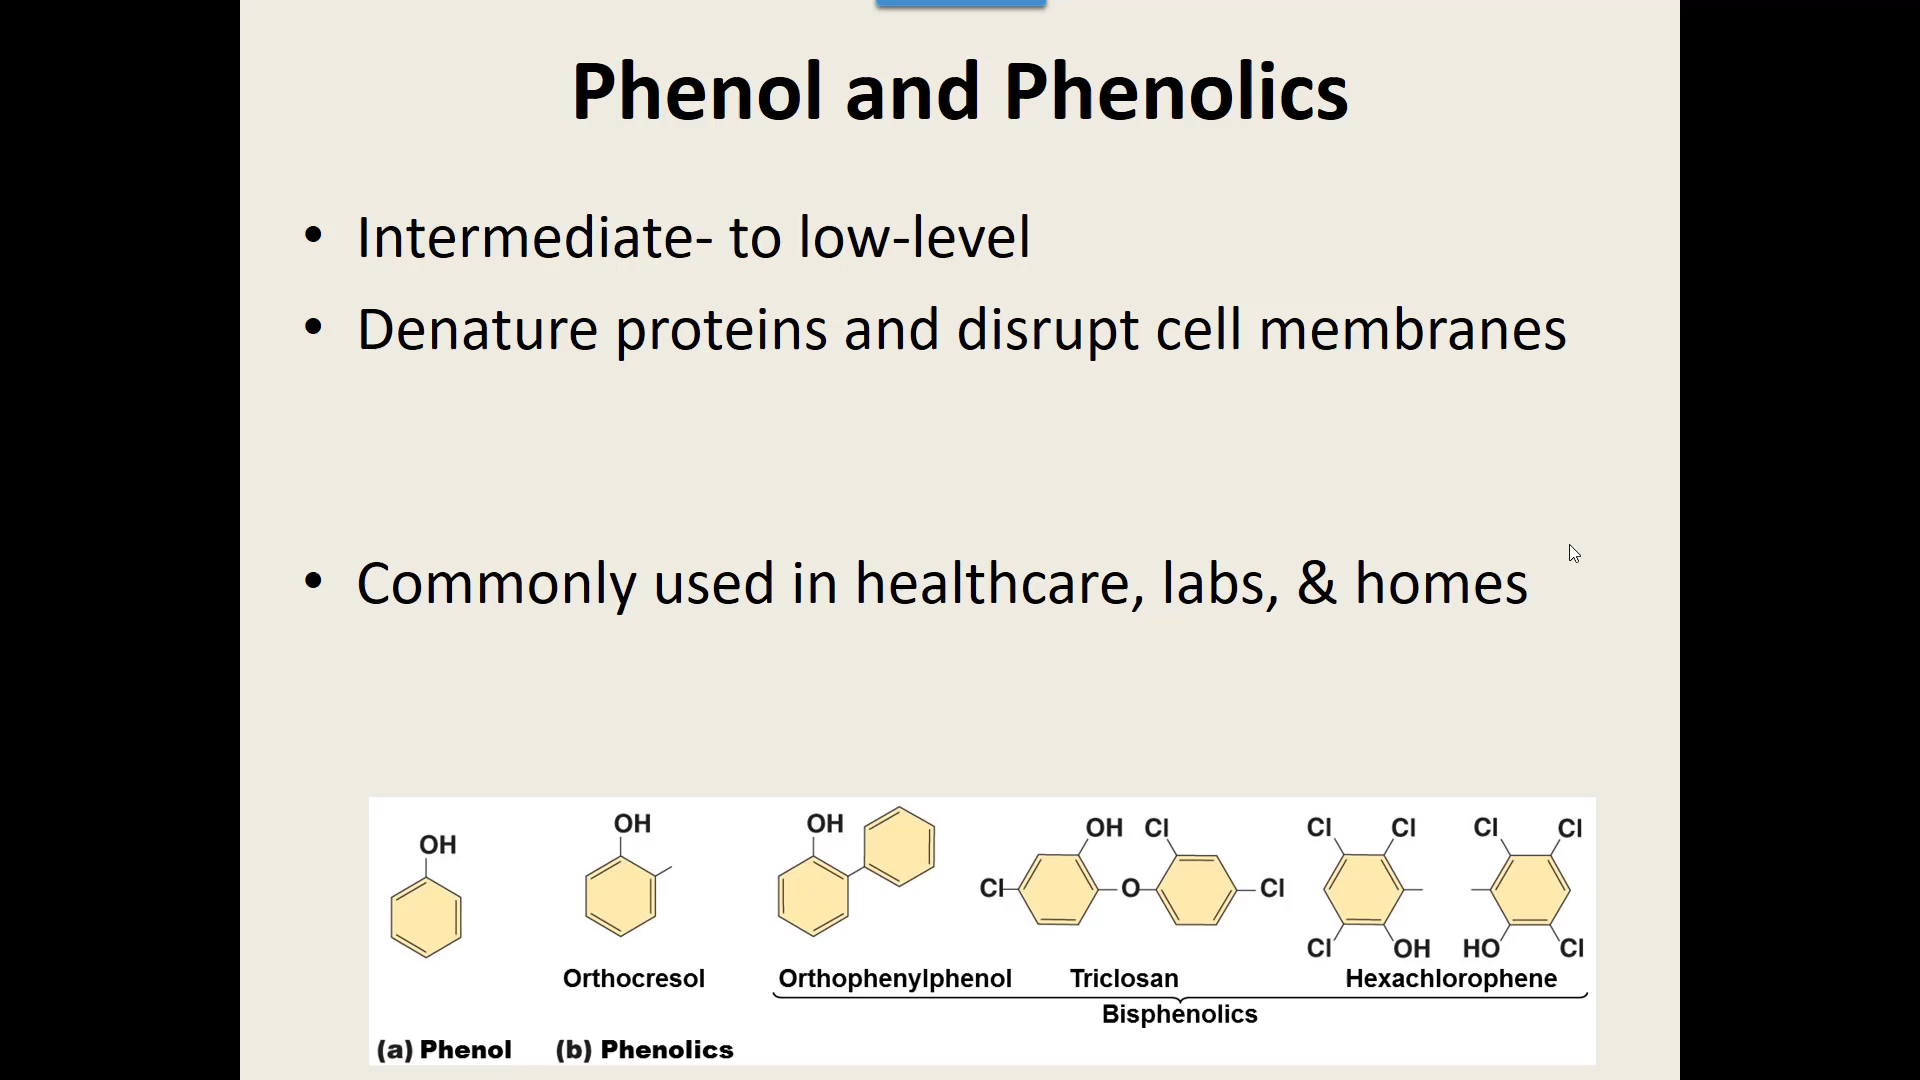 Phenol and Phenolics
• Intermediate- to low-level
• Denature proteins and disrupt cell membranes
• Commonly used in healthcare, labs, & homes
OH
OH
OH
OH Cl
Cl O Cl
Cl Cl Cl Cl
Cl OH HO Cl
Orthocresol Orthophenylphenol Triclosan Hexachlorophene
Bisphenolics
(a) Phenol (b) Phenolics